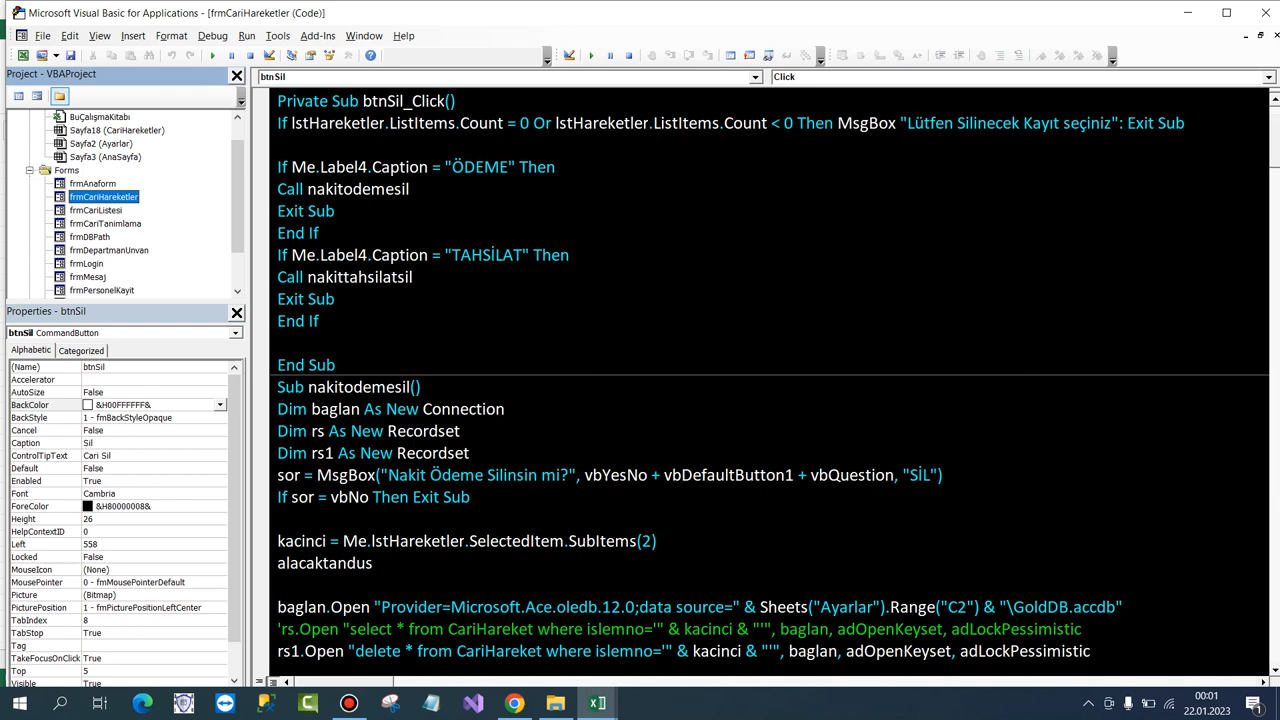 Microsoft Visual Basic for Applications - [frmCariHareketler (Code)]
File Edit View Insert Format Debug Run Tools Add-Ins Window Help
Project - VBAProject
BuÇalışmaKitabı
Sayfa18 (CariHareketler)
Sayfa2 (Ayarlar)
Sayfa3 (AnaSayfa)
Forms
frmAnaform
frmCariHareketler
frmCariListesi
frmCariTanimlama
frmDBPath
frmDepartmanUnvan
frmLogin
frmMesaj
frmPersonelKayit
Properties - btnSil
btnSil CommandButton
Alphabetic Categorized
(Name) btnSil
Accelerator
AutoSize False
BackColor &H00FFFFFF&
BackStyle 1 - fmBackStyleOpaque
Cancel False
Caption Sil
ControlTipText Cari Sil
Default False
Enabled True
Font Cambria
ForeColor &H80000008&
Height 26
HelpContextID 0
Left 558
Locked False
MouseIcon (None)
MousePointer 0 - fmMousePointerDefault
Picture (Bitmap)
PicturePosition 1 - fmPicturePositionLeftCenter
TabIndex 8
TabStop True
Tag
TakeFocusOnClick True
Top 5
Visible True
btnSil Click
Private Sub btnSil_Click()
If lstHareketler.ListItems.Count = 0 Or lstHareketler.ListItems.Count < 0 Then MsgBox "Lütfen Silinecek Kayıt seçiniz": Exit Sub
If Me.Label4.Caption = "ÖDEME" Then
Call nakitodemesil
Exit Sub
End If
If Me.Label4.Caption = "TAHSİLAT" Then
Call nakittahsilatsil
Exit Sub
End If
End Sub
Sub nakitodemesil()
Dim baglan As New Connection
Dim rs As New Recordset
Dim rs1 As New Recordset
sor = MsgBox("Nakit Ödeme Silinsin mi?", vbYesNo + vbDefaultButton1 + vbQuestion, "SİL")
If sor = vbNo Then Exit Sub
kacinci = Me.lstHareketler.SelectedItem.SubItems(2)
alacaktandus
baglan.Open "Provider=Microsoft.Ace.oledb.12.0;data source=" & Sheets("Ayarlar").Range("C2") & "\GoldDB.accdb"
'rs.Open "select * from CariHareket where islemno='" & kacinci & "'", baglan, adOpenKeyset, adLockPessimistic
rs1.Open "delete * from CariHareket where islemno='" & kacinci & "'", baglan, adOpenKeyset, adLockPessimistic
00:01
22.01.2023